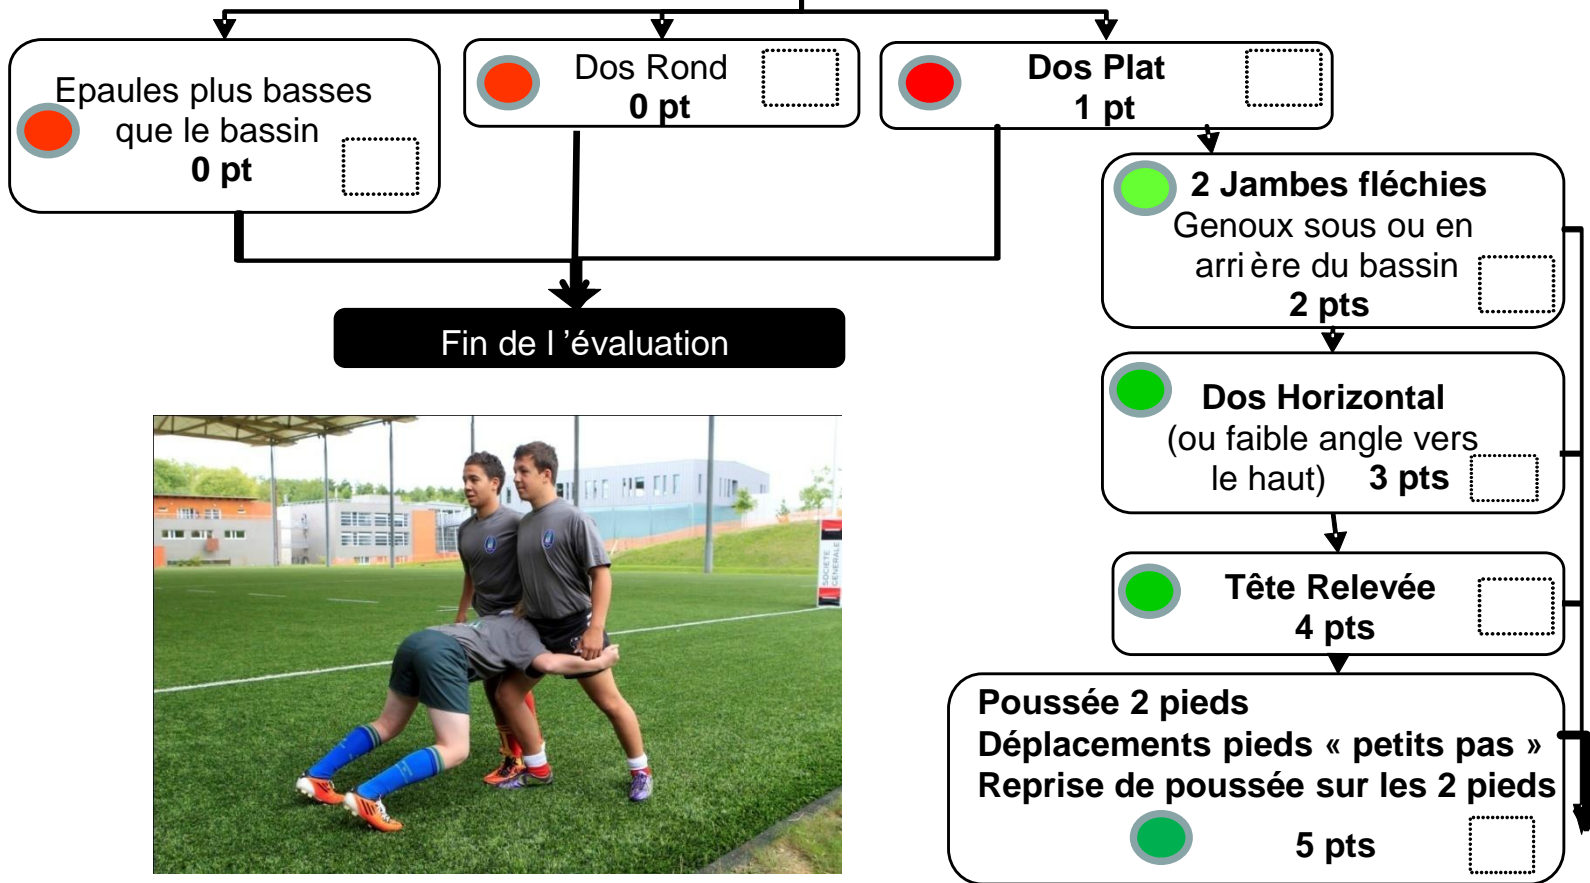 Epaules plus basses
que le bassin
0 pt
Dos Rond
0 pt
Dos Plat
1 pt
2 Jambes fléchies
Genoux sous ou en
arrière du bassin
2 pts
Fin de l ’évaluation
Dos Horizontal
(ou faible angle vers
le haut) 3 pts
SOCIETE
GENERALE
Tête Relevée
4 pts
Poussée 2 pieds
Déplacements pieds « petits pas »
Reprise de poussée sur les 2 pieds
5 pts